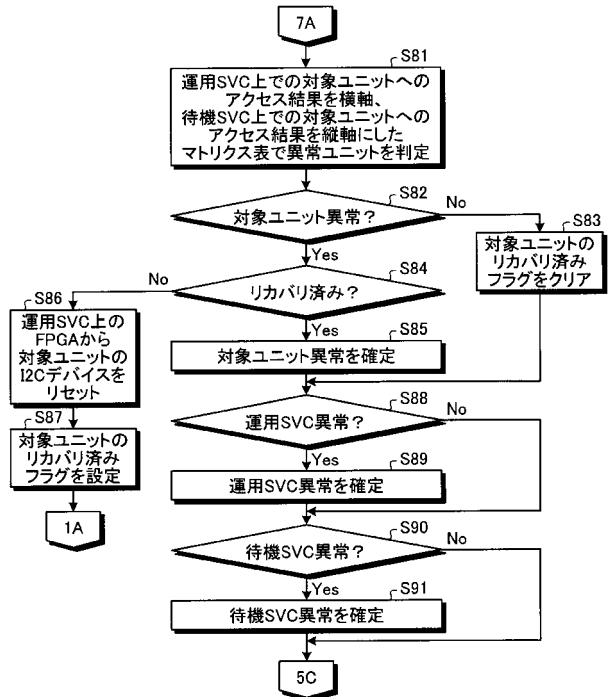 7A
S81
運用SVC上での対象ユニットへの
アクセス結果を横軸、
待機SVC上での対象ユニットへの
アクセス結果を縦軸にした
マトリクス表で異常ユニットを判定
S82
対象ユニット異常?
No
Yes
S83
対象ユニットの
リカバリ済み
フラグをクリア
S84
リカバリ済み?
No
Yes
S86
運用SVC上の
FPGAから
対象ユニットの
I2Cデバイスを
リセット
S85
対象ユニット異常を確定
S87
対象ユニットの
リカバリ済み
フラグを設定
1A
S88
運用SVC異常?
No
Yes
S89
運用SVC異常を確定
S90
待機SVC異常?
No
Yes
S91
待機SVC異常を確定
5C